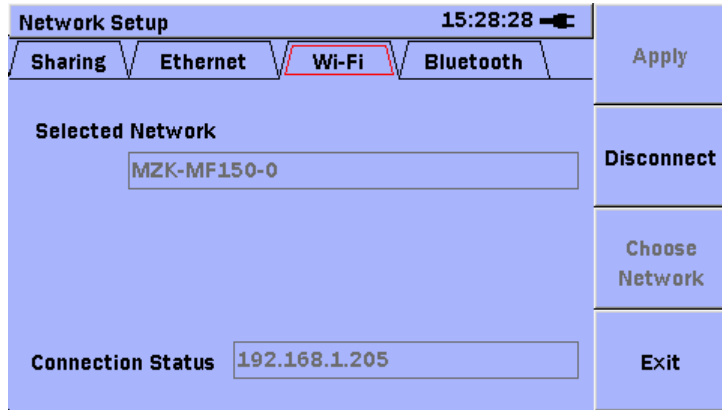 Network Setup 15:28:28
Sharing Ethernet Wi-Fi Bluetooth
Selected Network
MZK-MF150-0
Connection Status 192.168.1.205
Apply
Disconnect
Choose
Network
Exit